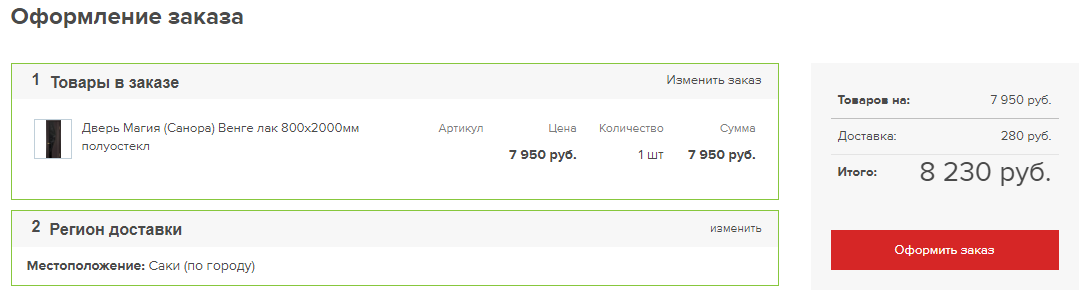 Оформление заказа
1 Товары в заказе
Изменить заказ
Дверь Магия (Санора) Венге лак 800х2000мм
полуостекл
Артикул Цена Количество Сумма
7 950 руб. 1 шт 7 950 руб.
2 Регион доставки
изменить
Местоположение: Саки (по городу)
Товаров на: 7 950 руб.
Доставка: 280 руб.
Итого: 8 230 руб.
Оформить заказ